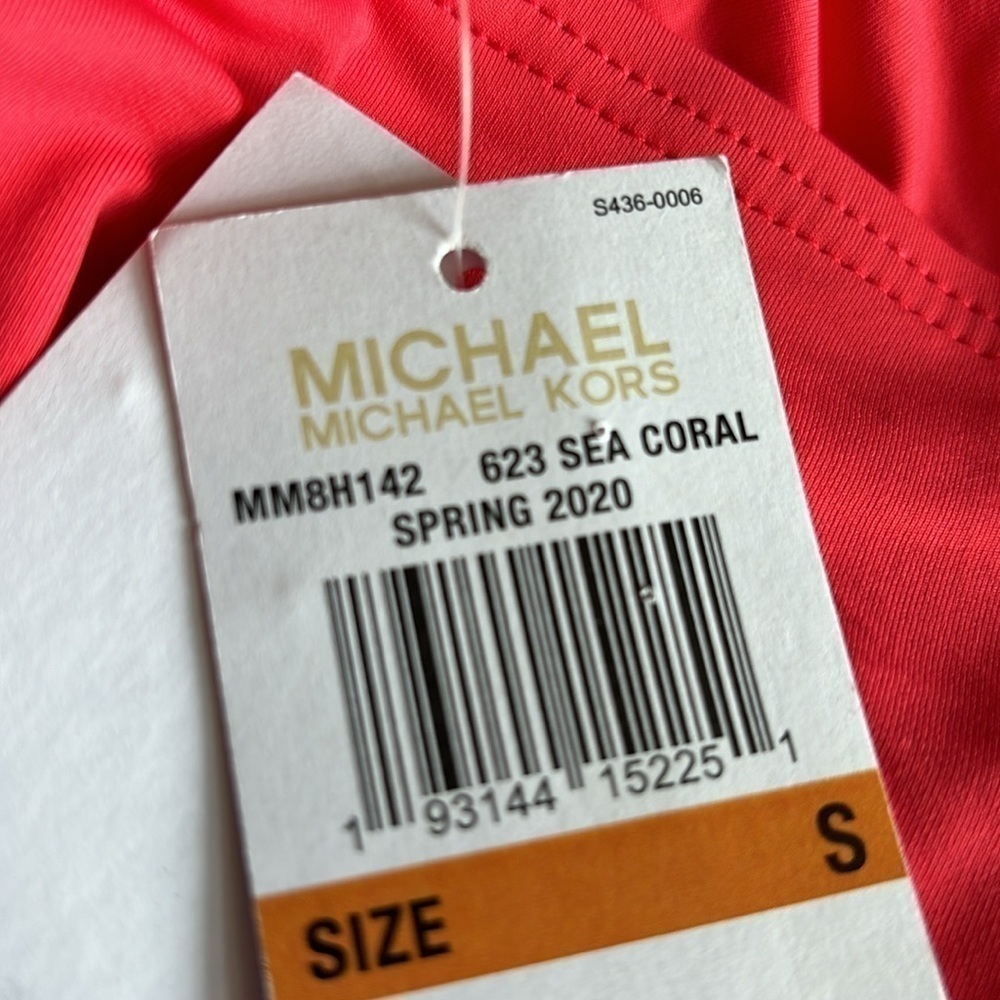 S436-0006
MICHAEL
MICHAEL KORS
MM8H142 623 SEA CORAL
SPRING 2020
1 93144 15225 1
SIZE S